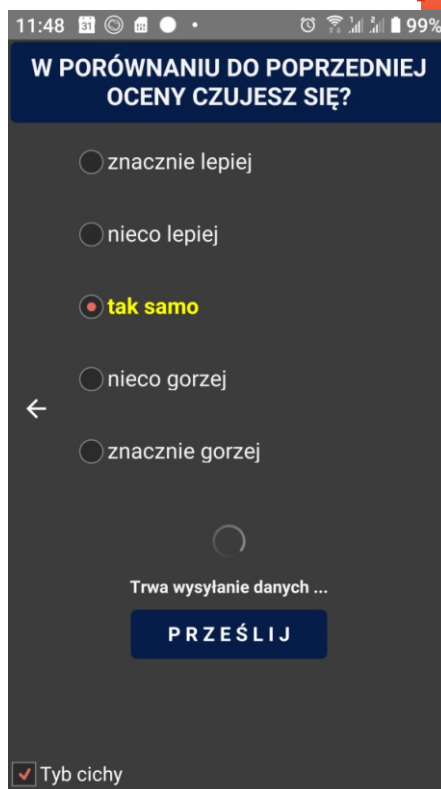 11:48 31 99%
W PORÓWNANIU DO POPRZEDNIEJ
OCENY CZUJESZ SIĘ?
znacznie lepiej
nieco lepiej
tak samo
nieco gorzej
znacznie gorzej
Trwa wysyłanie danych ...
PRZEŚLIJ
Tyb cichy